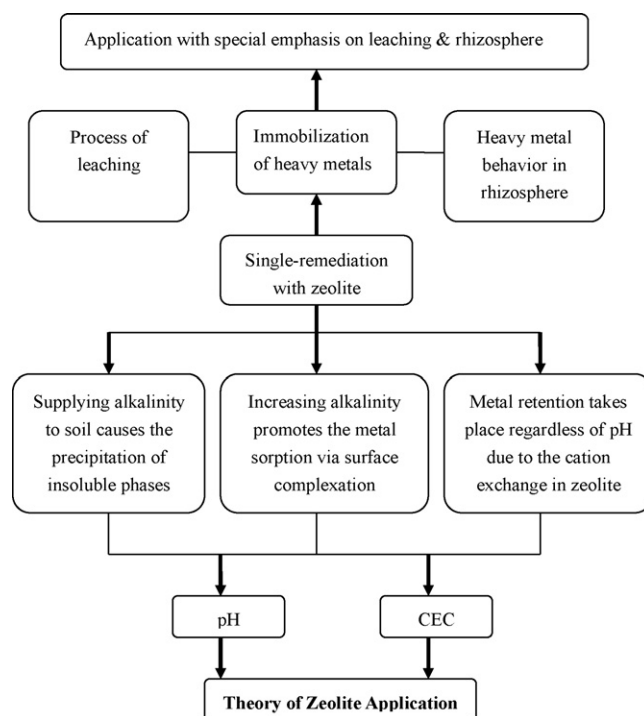 Application with special emphasis on leaching & rhizosphere
Process of
leaching
Immobilization
of heavy metals
Heavy metal
behavior in
rhizosphere
Single-remediation
with zeolite
Supplying alkalinity
to soil causes the
precipitation of
insoluble phases
Increasing alkalinity
promotes the metal
sorption via surface
complexation
Metal retention takes
place regardless of pH
due to the cation
exchange in zeolite
pH
CEC
Theory of Zeolite Application